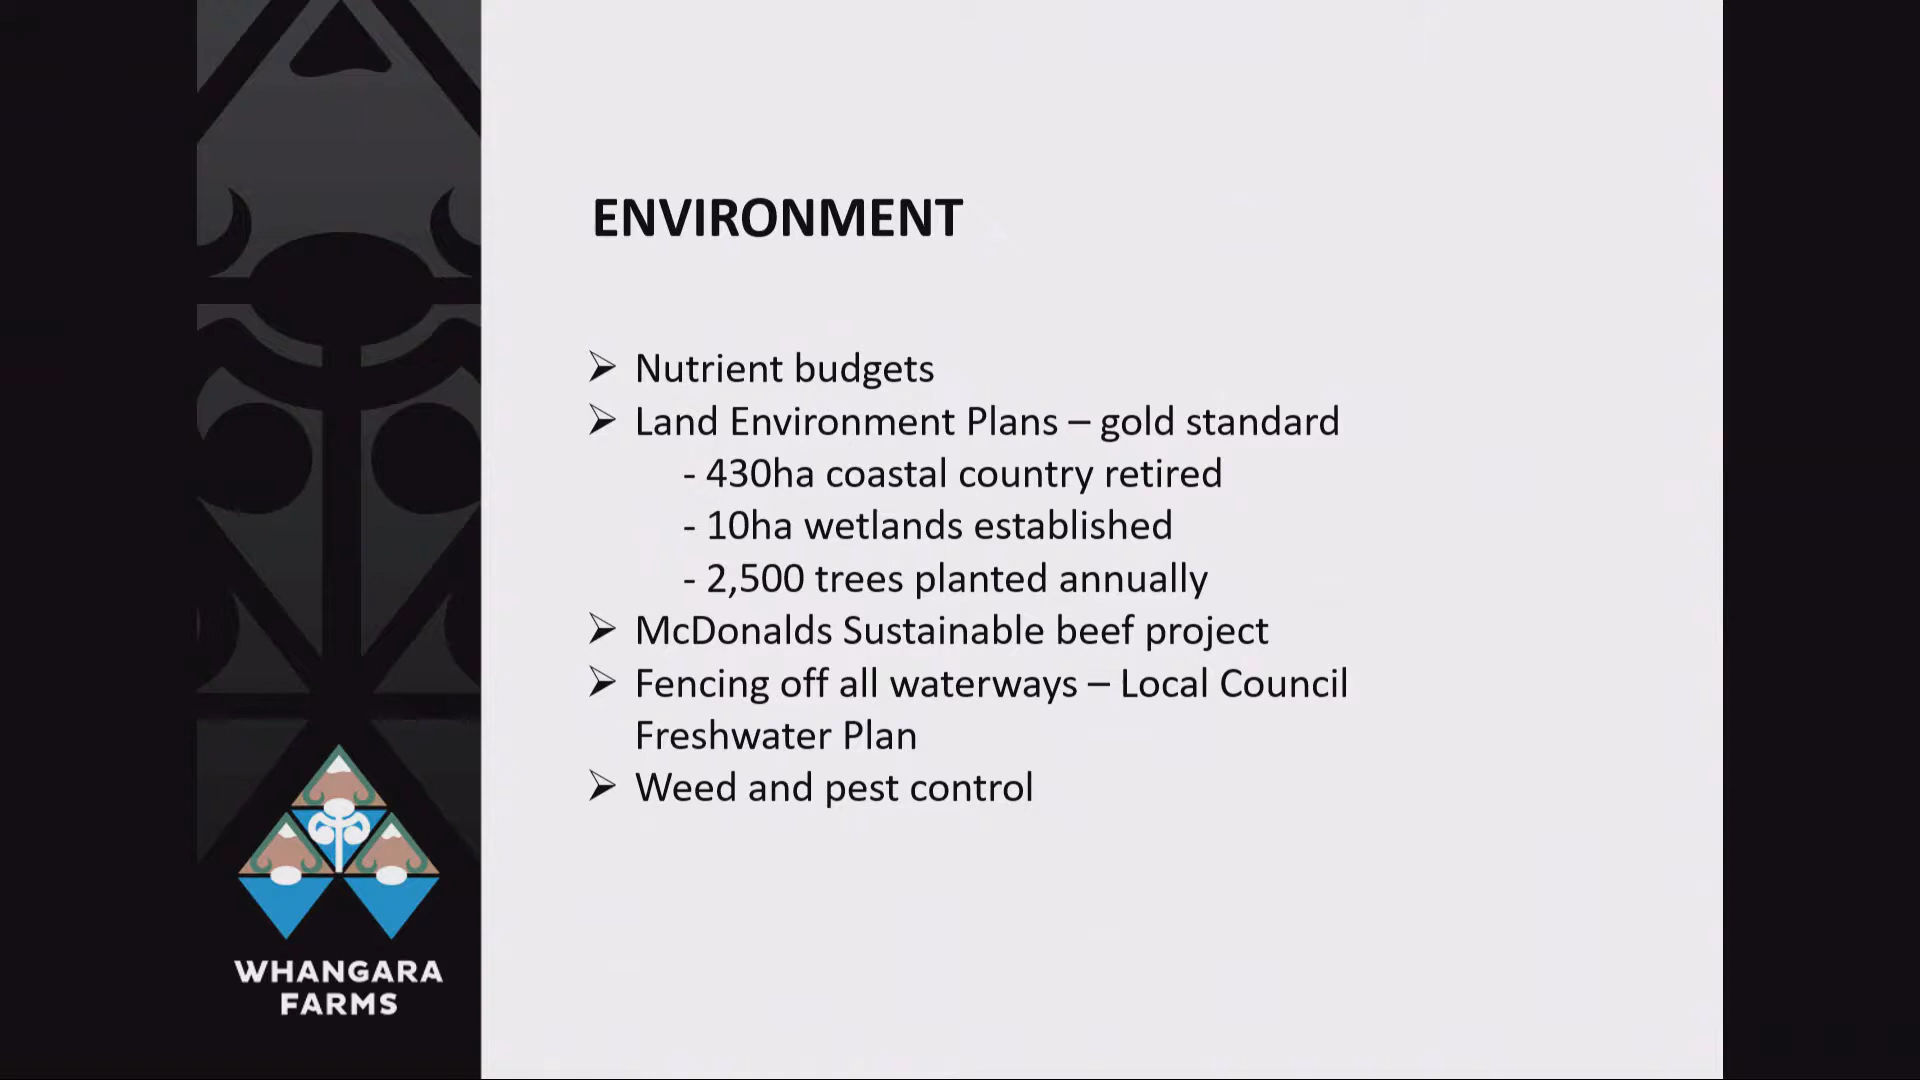 ENVIRONMENT
➢ Nutrient budgets
➢ Land Environment Plans – gold standard
- 430ha coastal country retired
- 10ha wetlands established
- 2,500 trees planted annually
➢ McDonalds Sustainable beef project
➢ Fencing off all waterways – Local Council
Freshwater Plan
➢ Weed and pest control
WHANGARA
FARMS